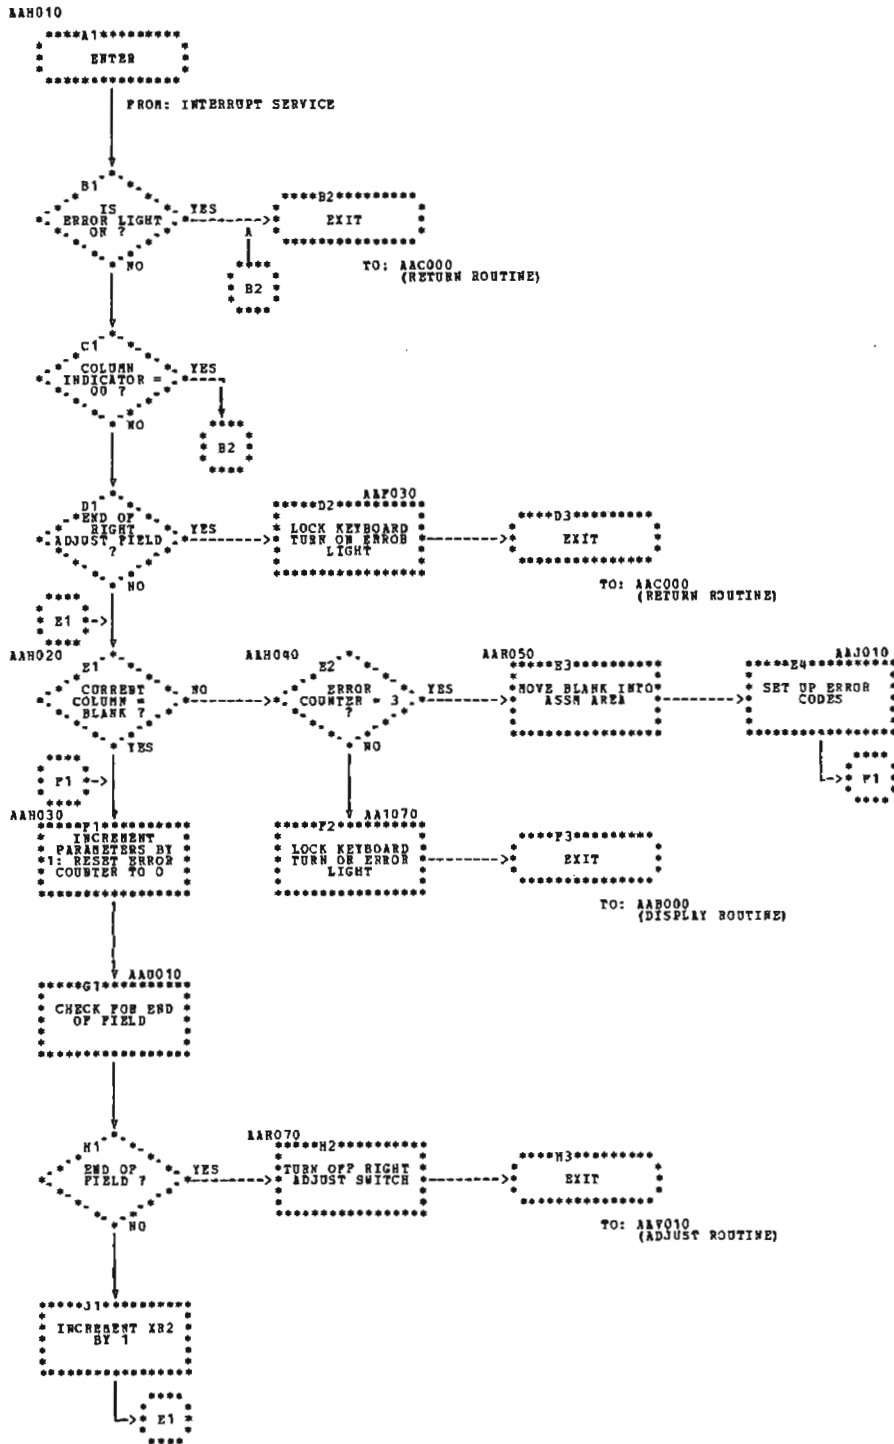 AAH010
A1
ENTER
FROM: INTERRUPT SERVICE
B1
IS
ERROR LIGHT
ON ?
YES
NO
B2
EXIT
A
B2
TO: AAC000
(RETURN ROUTINE)
C1
COLUMN
INDICATOR =
00 ?
YES
NO
B2
D1
END OF
RIGHT
ADJUST FIELD
?
YES
NO
AAF030
D2
LOCK KEYBOARD
TURN ON ERROR
LIGHT
D3
EXIT
TO: AAC000
(RETURN ROUTINE)
E1
AAH020
E1
CURRENT
COLUMN =
BLANK ?
NO
YES
AAH040
E2
ERROR
COUNTER = 3
?
YES
NO
AAR050
E3
MOVE BLANK INTO
ASSM AREA
AAJ010
E4
SET UP ERROR
CODES
F1
F1
AAH030
F1
INCREMENT
PARAMETERS BY
1: RESET ERROR
COUNTER TO 0
AA1070
F2
LOCK KEYBOARD
TURN ON ERROR
LIGHT
F3
EXIT
TO: AAB000
(DISPLAY ROUTINE)
AAU010
G1
CHECK FOR END
OF FIELD
H1
END OF
FIELD ?
YES
NO
AAR070
H2
TURN OFF RIGHT
ADJUST SWITCH
H3
EXIT
TO: AAV010
(ADJUST ROUTINE)
J1
INCREMENT XR2
BY 1
E1